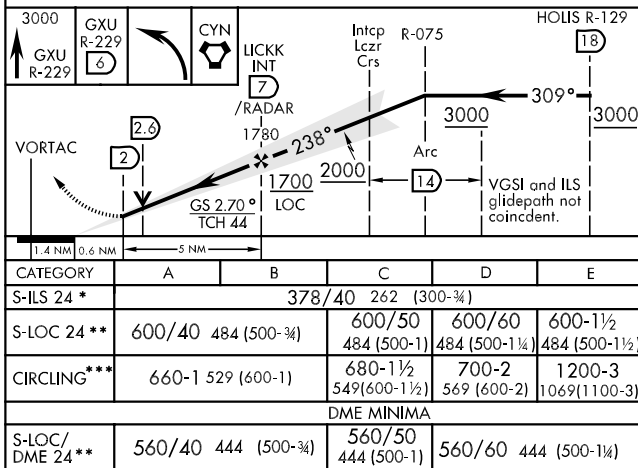 3000
GXU
R-229
GXU
R-229
6
CYN
LICKK
INT
7
/RADAR
1780
Intcp
Lczr
Crs
R-075
HOLIS R-129
18
309°
3000
3000
238°
2000
Arc
14
1700
LOC
VGSI and ILS
glidepath not
coincdent.
VORTAC
2
2.6
GS 2.70°
TCH 44
1.4 NM
0.6 NM
5 NM
CATEGORY A B C D E
S-ILS 24 * 378/40 262 (300-¾)
S-LOC 24 ** 600/40 484 (500-¾) 600/50 484 (500-1) 600/60 484 (500-1¼) 600-1½ 484 (500-1½)
CIRCLING*** 660-1 529 (600-1) 680-1½ 549(600-1½) 700-2 569 (600-2) 1200-3 1069(1100-3)
DME MINIMA
S-LOC/ DME 24** 560/40 444 (500-¾) 560/50 444 (500-1) 560/60 444 (500-1¼)